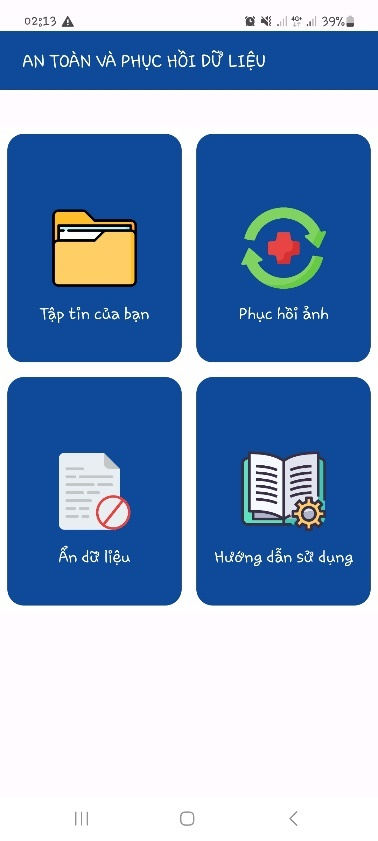 02:13
4G+
39%
AN TOÀN VÀ PHỤC HỒI DỮ LIỆU
Tập tin của bạn
Phục hồi ảnh
Ẩn dữ liệu
Hướng dẫn sử dụng